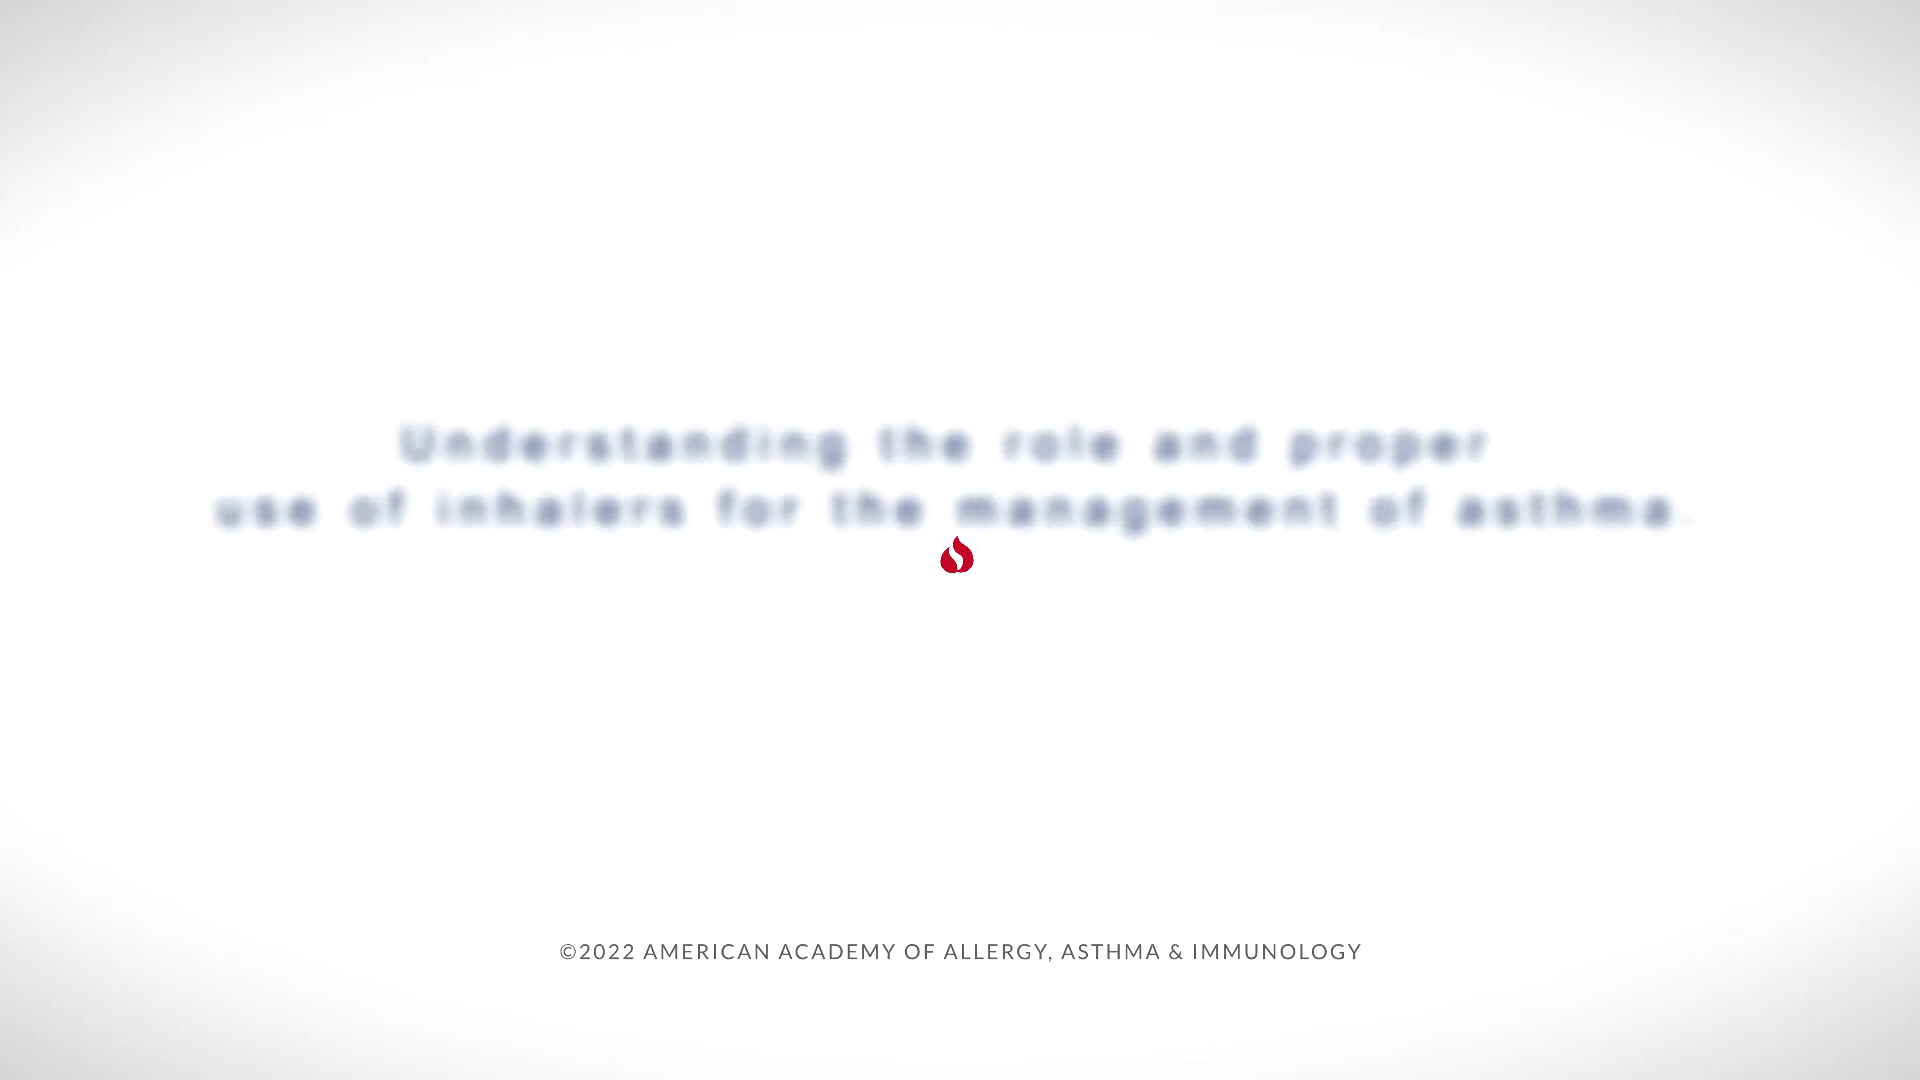 Understanding the role and proper
use of inhalers for the management of asthma.
©2022 AMERICAN ACADEMY OF ALLERGY, ASTHMA & IMMUNOLOGY